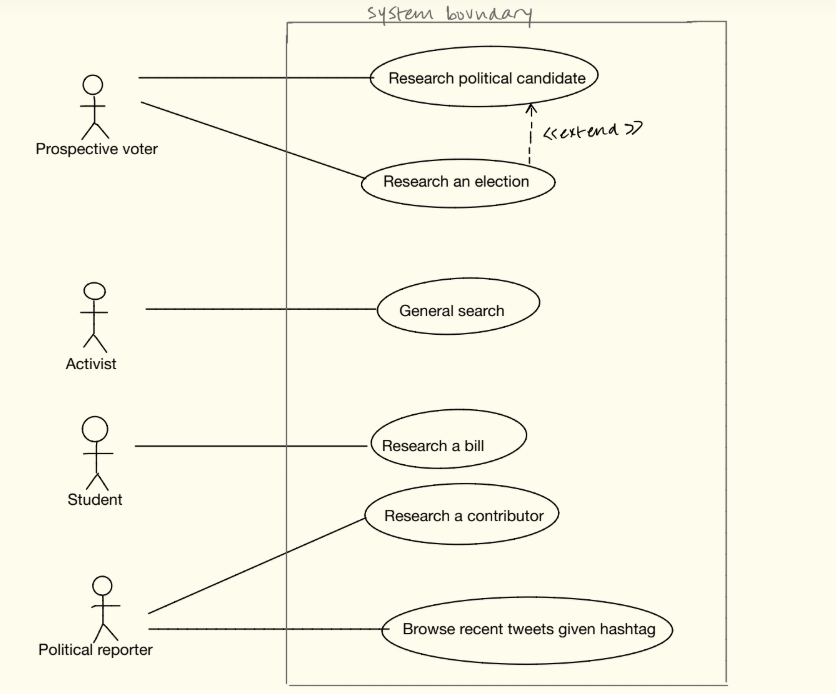 system boundary
Research political candidate
Prospective voter
<<extend>>
Research an election
General search
Activist
Research a bill
Student
Research a contributor
Browse recent tweets given hashtag
Political reporter